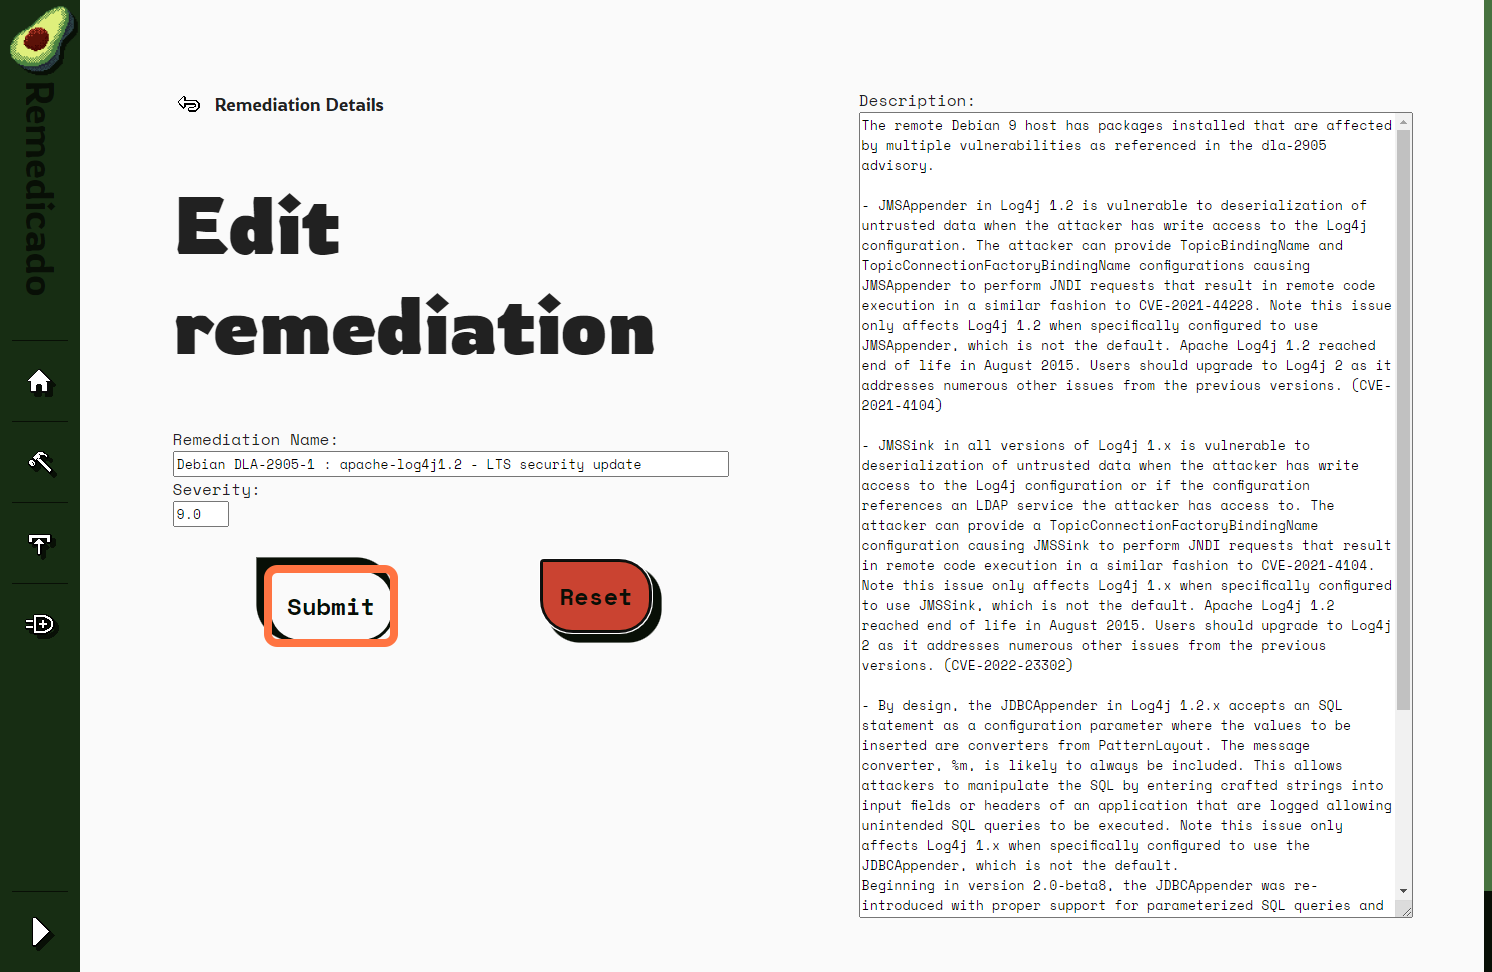 Remedicado
Remediation Details
Edit
remediation
Remediation Name:
Debian DLA-2905-1 : apache-log4j1.2 - LTS security update
Severity:
9.0
Submit
Reset
Description:
The remote Debian 9 host has packages installed that are affected
by multiple vulnerabilities as referenced in the dla-2905
advisory.
- JMSAppender in Log4j 1.2 is vulnerable to deserialization of
untrusted data when the attacker has write access to the Log4j
configuration. The attacker can provide TopicBindingName and
TopicConnectionFactoryBindingName configurations causing
JMSAppender to perform JNDI requests that result in remote code
execution in a similar fashion to CVE-2021-44228. Note this issue
only affects Log4j 1.2 when specifically configured to use
JMSAppender, which is not the default. Apache Log4j 1.2 reached
end of life in August 2015. Users should upgrade to Log4j 2 as it
addresses numerous other issues from the previous versions. (CVE-
2021-4104)
- JMSSink in all versions of Log4j 1.x is vulnerable to
deserialization of untrusted data when the attacker has write
access to the Log4j configuration or if the configuration
references an LDAP service the attacker has access to. The
attacker can provide a TopicConnectionFactoryBindingName
configuration causing JMSSink to perform JNDI requests that result
in remote code execution in a similar fashion to CVE-2021-4104.
Note this issue only affects Log4j 1.x when specifically configured
to use JMSSink, which is not the default. Apache Log4j 1.2
reached end of life in August 2015. Users should upgrade to Log4j
2 as it addresses numerous other issues from the previous
versions. (CVE-2022-23302)
- By design, the JDBCAppender in Log4j 1.2.x accepts an SQL
statement as a configuration parameter where the values to be
inserted are converters from PatternLayout. The message
converter, %m, is likely to always be included. This allows
attackers to manipulate the SQL by entering crafted strings into
input fields or headers of an application that are logged allowing
unintended SQL queries to be executed. Note this issue only
affects Log4j 1.x when specifically configured to use the
JDBCAppender, which is not the default.
Beginning in version 2.0-beta8, the JDBCAppender was re-
introduced with proper support for parameterized SQL queries and